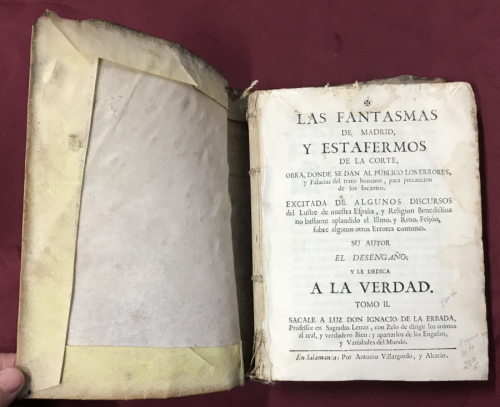 LAS FANTASMAS
DE MADRID,
Y ESTAFERMOS
DE LA CORTE,
OBRA, DONDE SE DAN AL PUBLICO LOS ERRORES,
y Falacias del trato humano, para precaucion
de los Incautos.
EXCITADA DE ALGUNOS DISCURSOS
del Lustre de nuestra España, y Religion Benedictina
no bastante aplaudido el Illmo. y Rmo. Feijoó,
sobre algunos otros Errores comunes.
SU AUTOR
EL DESENGAÑO;
Y LE DEDICA
A LA VERDAD.
TOMO II.
SACALE A LUZ DON IGNACIO DE LA ERBADA,
Professor en Sagradas Letras, con Zelo de dirigir los animos
al real, y verdadero Bien: y apartarlos de los Engaños,
y Vanidades del Mundo.
En Salamanca: Por Antonio Villargordo, y Alcaráz.